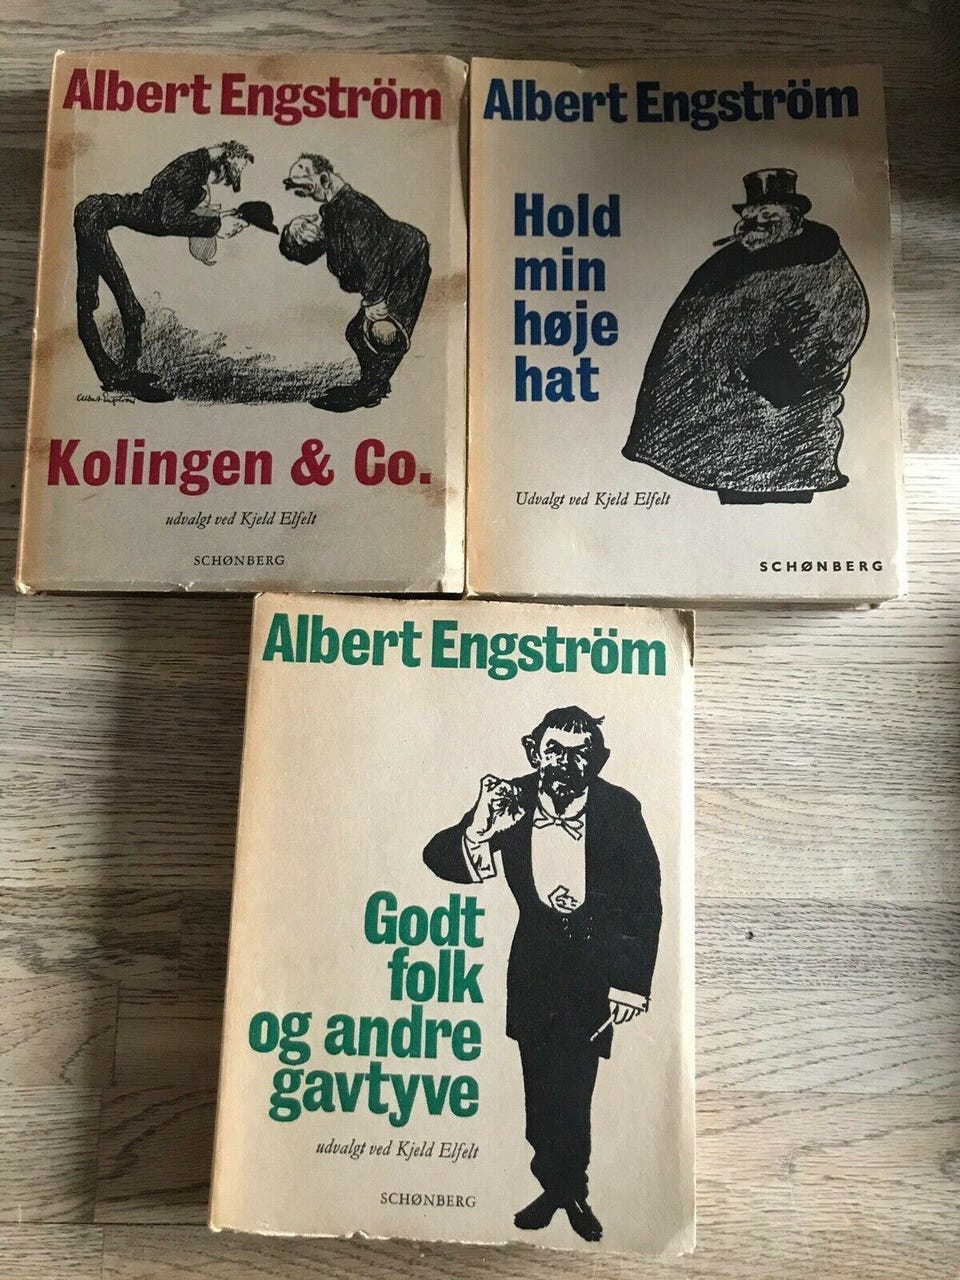 Albert Engström
Kolingen & Co.
udvalgt ved Kjeld Elfelt
SCHØNBERG
Albert Engström
Hold
min
høje
hat
Udvalgt ved Kjeld Elfelt
SCHØNBERG
Albert Engström
Godt
folk
og andre
gavtyve
udvalgt ved Kjeld Elfelt
SCHØNBERG